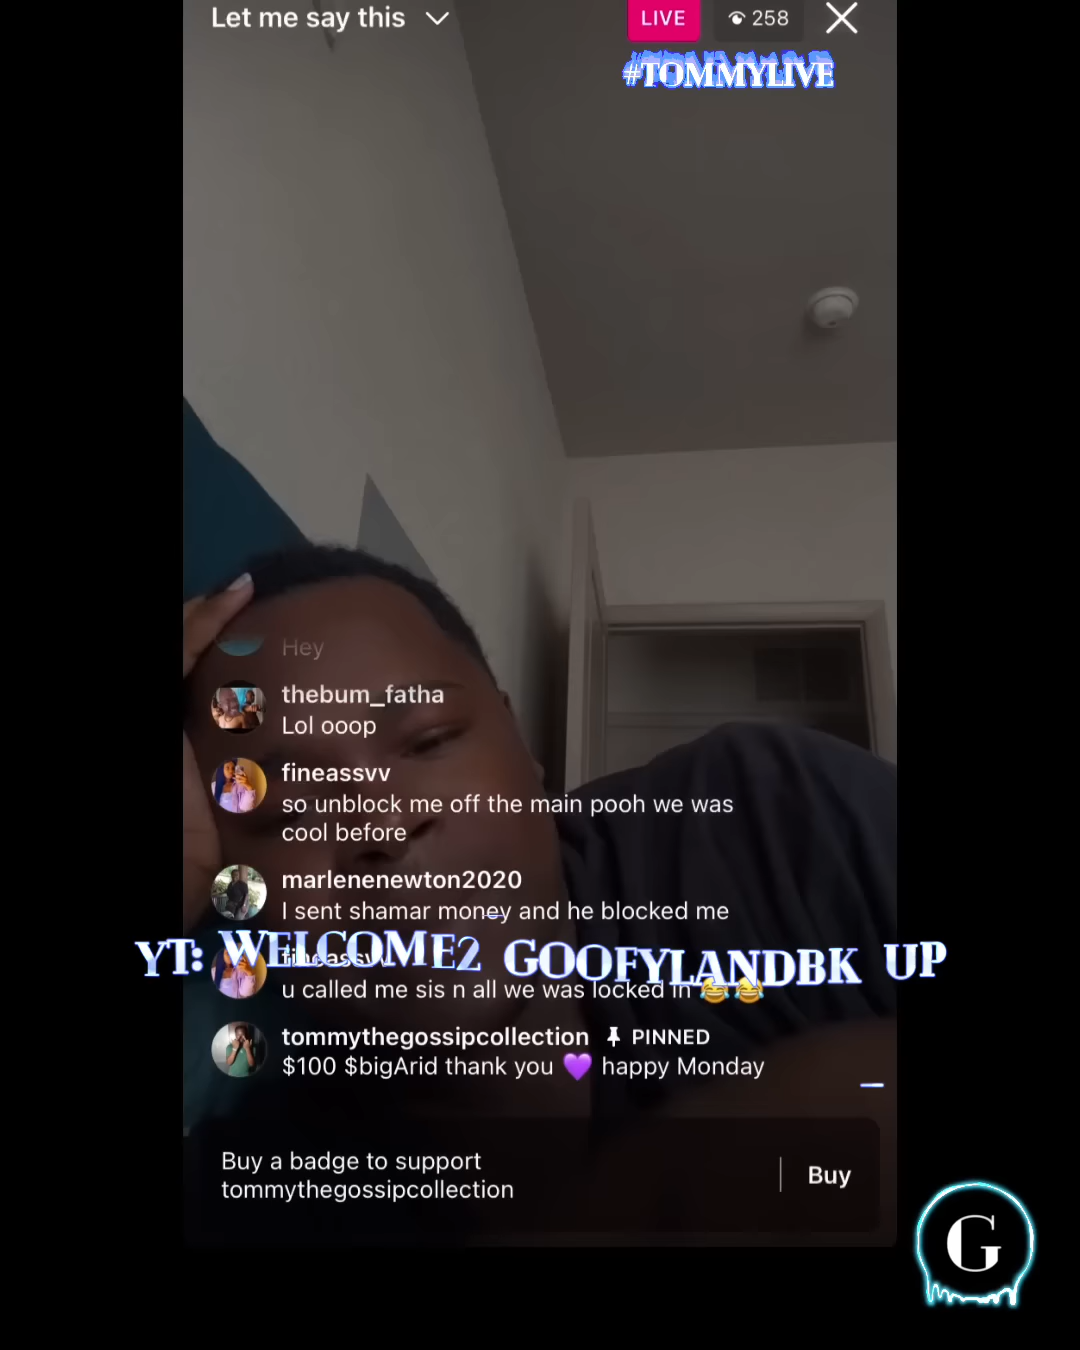 Let me say this
LIVE
258
#TOMMYLIVE
Hey
thebum_fatha
Lol ooop
fineassvv
so unblock me off the main pooh we was
cool before
marlenenewton2020
I sent shamar money and he blocked me
YT: WELCOME2 GOOFYLANDBK UP
fineassvv
u called me sis n all we was locked in 😂😂
tommythegossipcollection PINNED
$100 $bigArid thank you 💜 happy Monday
Buy a badge to support
tommythegossipcollection
Buy
G